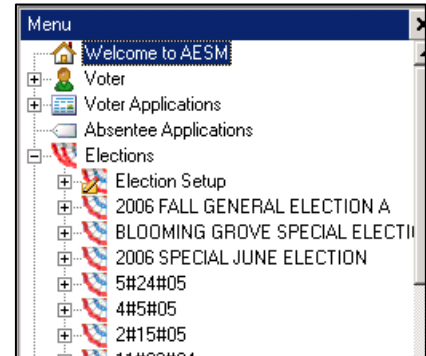 Menu
Welcome to AESM
Voter
Voter Applications
Absentee Applications
Elections
Election Setup
2006 FALL GENERAL ELECTION A
BLOOMING GROVE SPECIAL ELECTI
2006 SPECIAL JUNE ELECTION
5#24#05
4#5#05
2#15#05